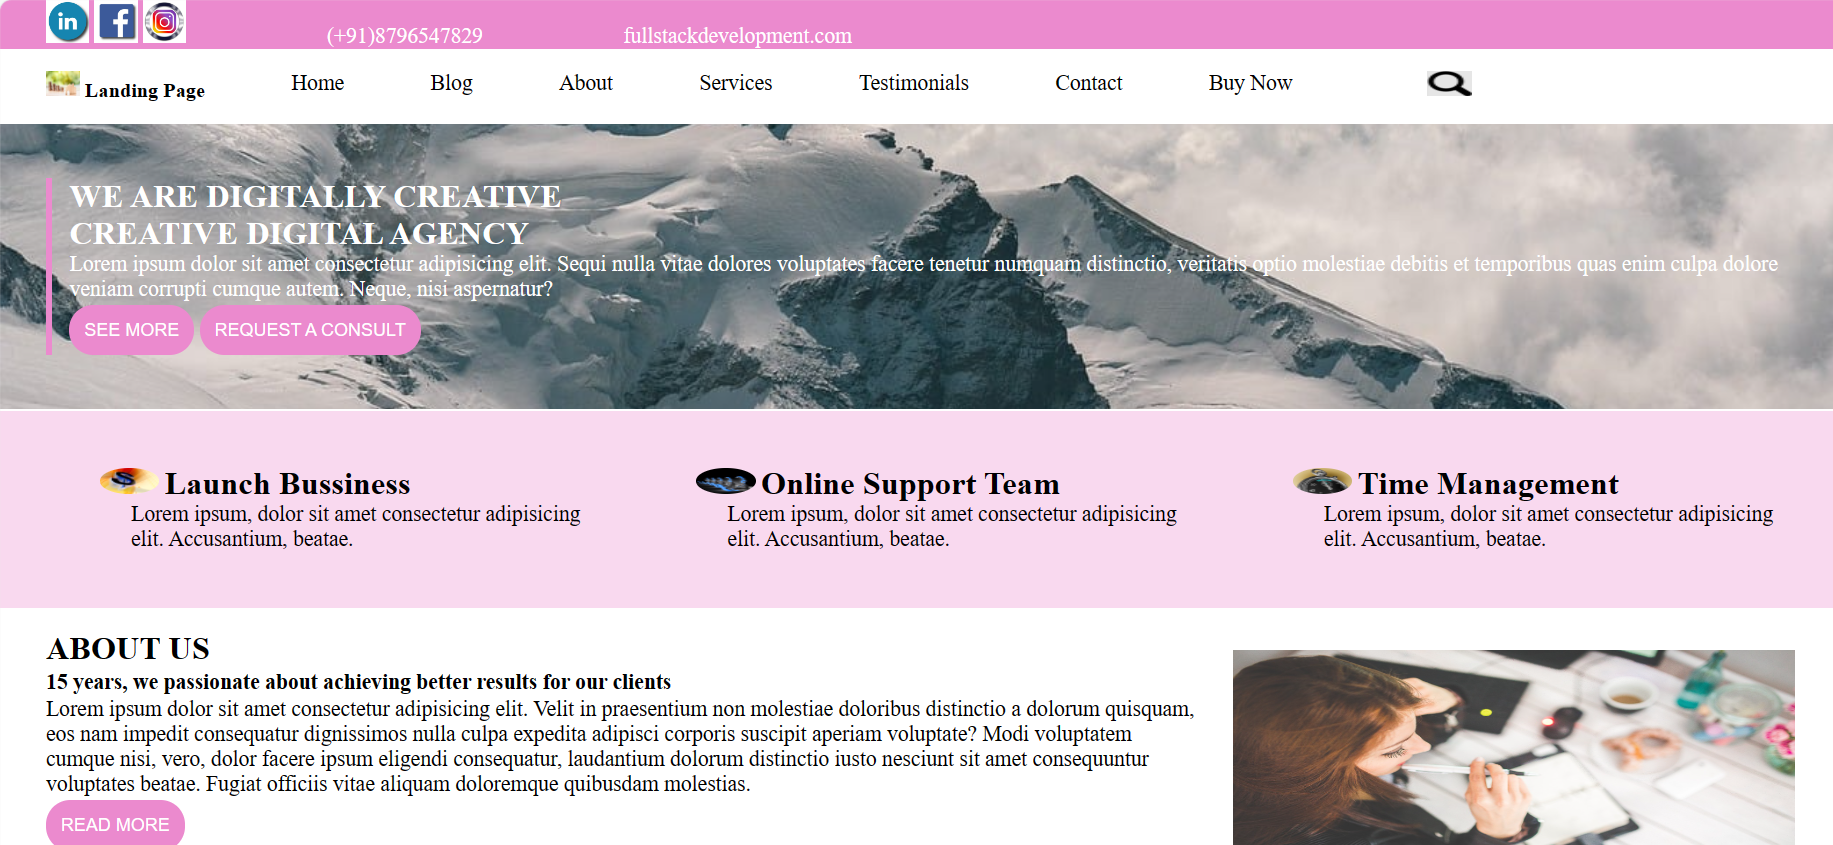 in f
(+91)8796547829 fullstackdevelopment.com
Landing Page Home Blog About Services Testimonials Contact Buy Now
WE ARE DIGITALLY CREATIVE
CREATIVE DIGITAL AGENCY
Lorem ipsum dolor sit amet consectetur adipisicing elit. Sequi nulla vitae dolores voluptates facere tenetur numquam distinctio, veritatis optio molestiae debitis et temporibus quas enim culpa dolore
veniam corrupti cumque autem. Neque, nisi aspernatur?
SEE MORE REQUEST A CONSULT
Launch Bussiness
Lorem ipsum, dolor sit amet consectetur adipisicing
elit. Accusantium, beatae.
Online Support Team
Lorem ipsum, dolor sit amet consectetur adipisicing
elit. Accusantium, beatae.
Time Management
Lorem ipsum, dolor sit amet consectetur adipisicing
elit. Accusantium, beatae.
ABOUT US
15 years, we passionate about achieving better results for our clients
Lorem ipsum dolor sit amet consectetur adipisicing elit. Velit in praesentium non molestiae doloribus distinctio a dolorum quisquam,
eos nam impedit consequatur dignissimos nulla culpa expedita adipisci corporis suscipit aperiam voluptate? Modi voluptatem
cumque nisi, vero, dolor facere ipsum eligendi consequatur, laudantium dolorum distinctio iusto nesciunt sit amet consequuntur
voluptates beatae. Fugiat officiis vitae aliquam doloremque quibusdam molestias.
READ MORE